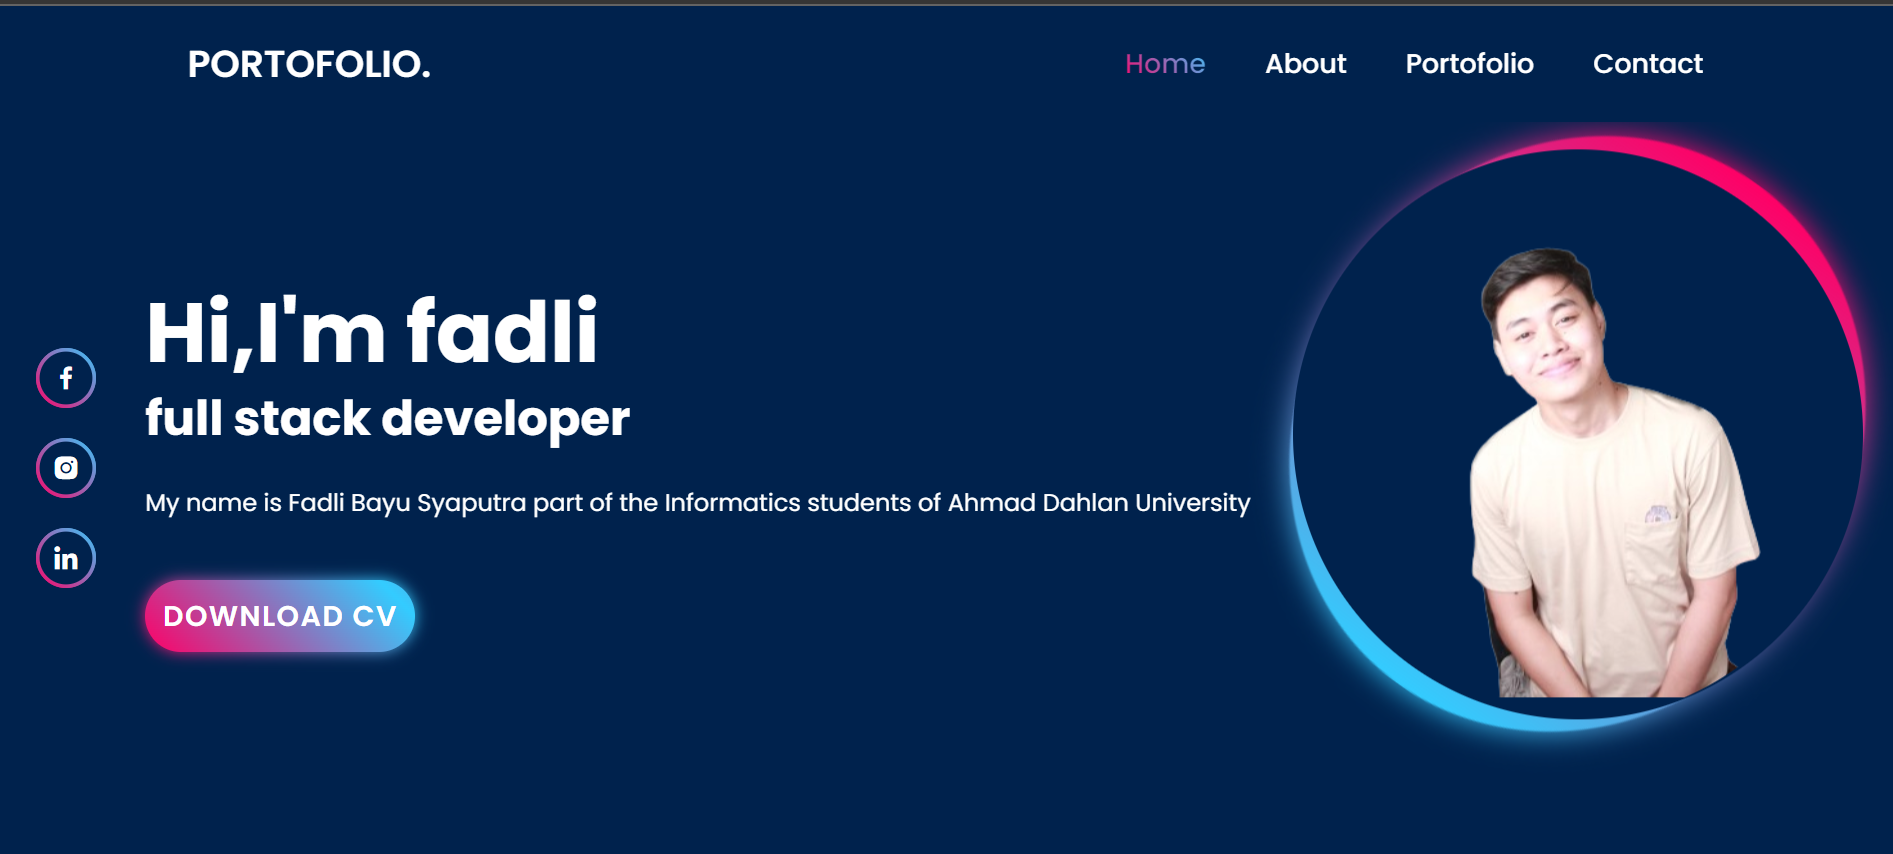 PORTOFOLIO.
Home About Portofolio Contact
Hi,I'm fadli
full stack developer
My name is Fadli Bayu Syaputra part of the Informatics students of Ahmad Dahlan University
DOWNLOAD CV